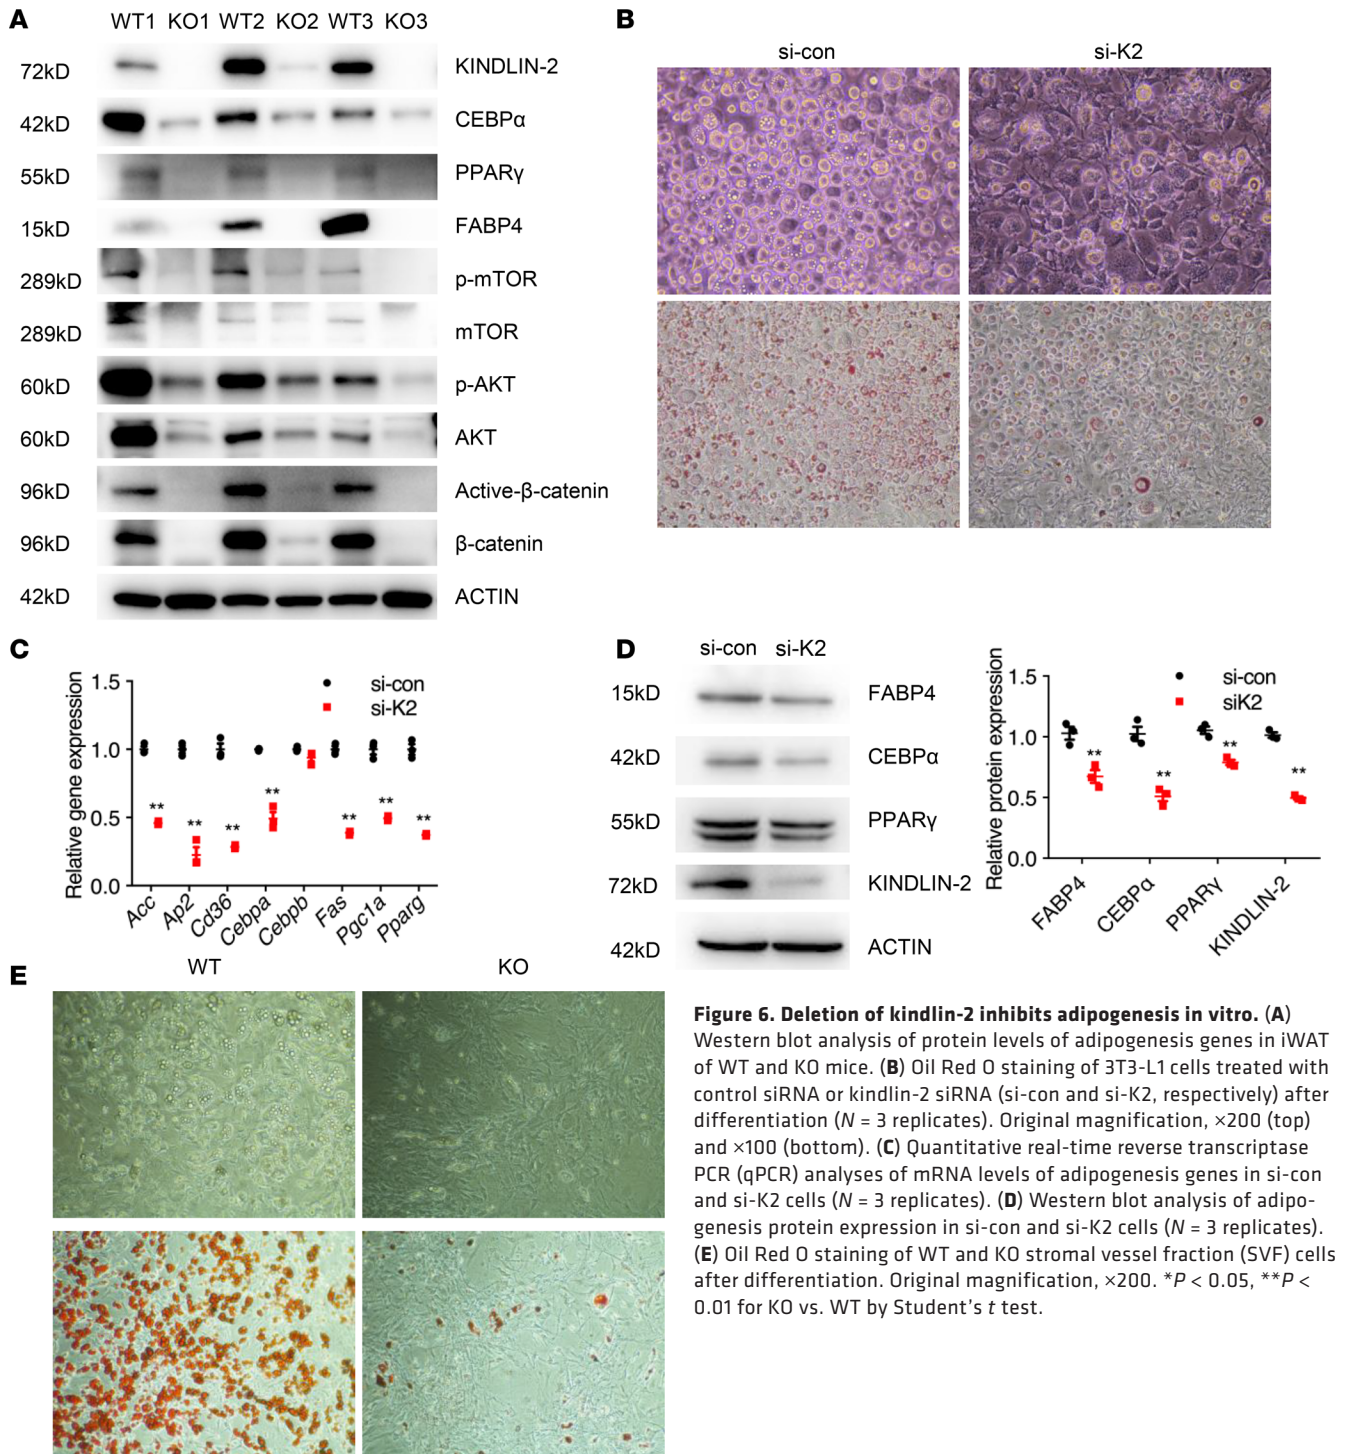 A
WT1 KO1 WT2 KO2 WT3 KO3
72kD KINDLIN-2
42kD CEBPα
55kD PPARγ
15kD FABP4
289kD p-mTOR
289kD mTOR
60kD p-AKT
60kD AKT
96kD Active-β-catenin
96kD β-catenin
42kD ACTIN
B
si-con si-K2
C
Relative gene expression
1.5
1.0
0.5
0.0
si-con
si-K2
** ** ** ** ** ** **
Acc Ap2 Cd36 Cebpa Cebpb Fas Pgc1a Pparg
D
si-con si-K2
15kD FABP4
42kD CEBPα
55kD PPARγ
72kD KINDLIN-2
42kD ACTIN
Relative protein expression
1.5
1.0
0.5
0.0
si-con
siK2
** ** ** **
FABP4 CEBPα PPARγ KINDLIN-2
E
WT KO
Figure 6. Deletion of kindlin-2 inhibits adipogenesis in vitro. (A)
Western blot analysis of protein levels of adipogenesis genes in iWAT
of WT and KO mice. (B) Oil Red O staining of 3T3-L1 cells treated with
control siRNA or kindlin-2 siRNA (si-con and si-K2, respectively) after
differentiation (N = 3 replicates). Original magnification, ×200 (top)
and ×100 (bottom). (C) Quantitative real-time reverse transcriptase
PCR (qPCR) analyses of mRNA levels of adipogenesis genes in si-con
and si-K2 cells (N = 3 replicates). (D) Western blot analysis of adipo-
genesis protein expression in si-con and si-K2 cells (N = 3 replicates).
(E) Oil Red O staining of WT and KO stromal vessel fraction (SVF) cells
after differentiation. Original magnification, ×200. *P < 0.05, **P <
0.01 for KO vs. WT by Student's t test.